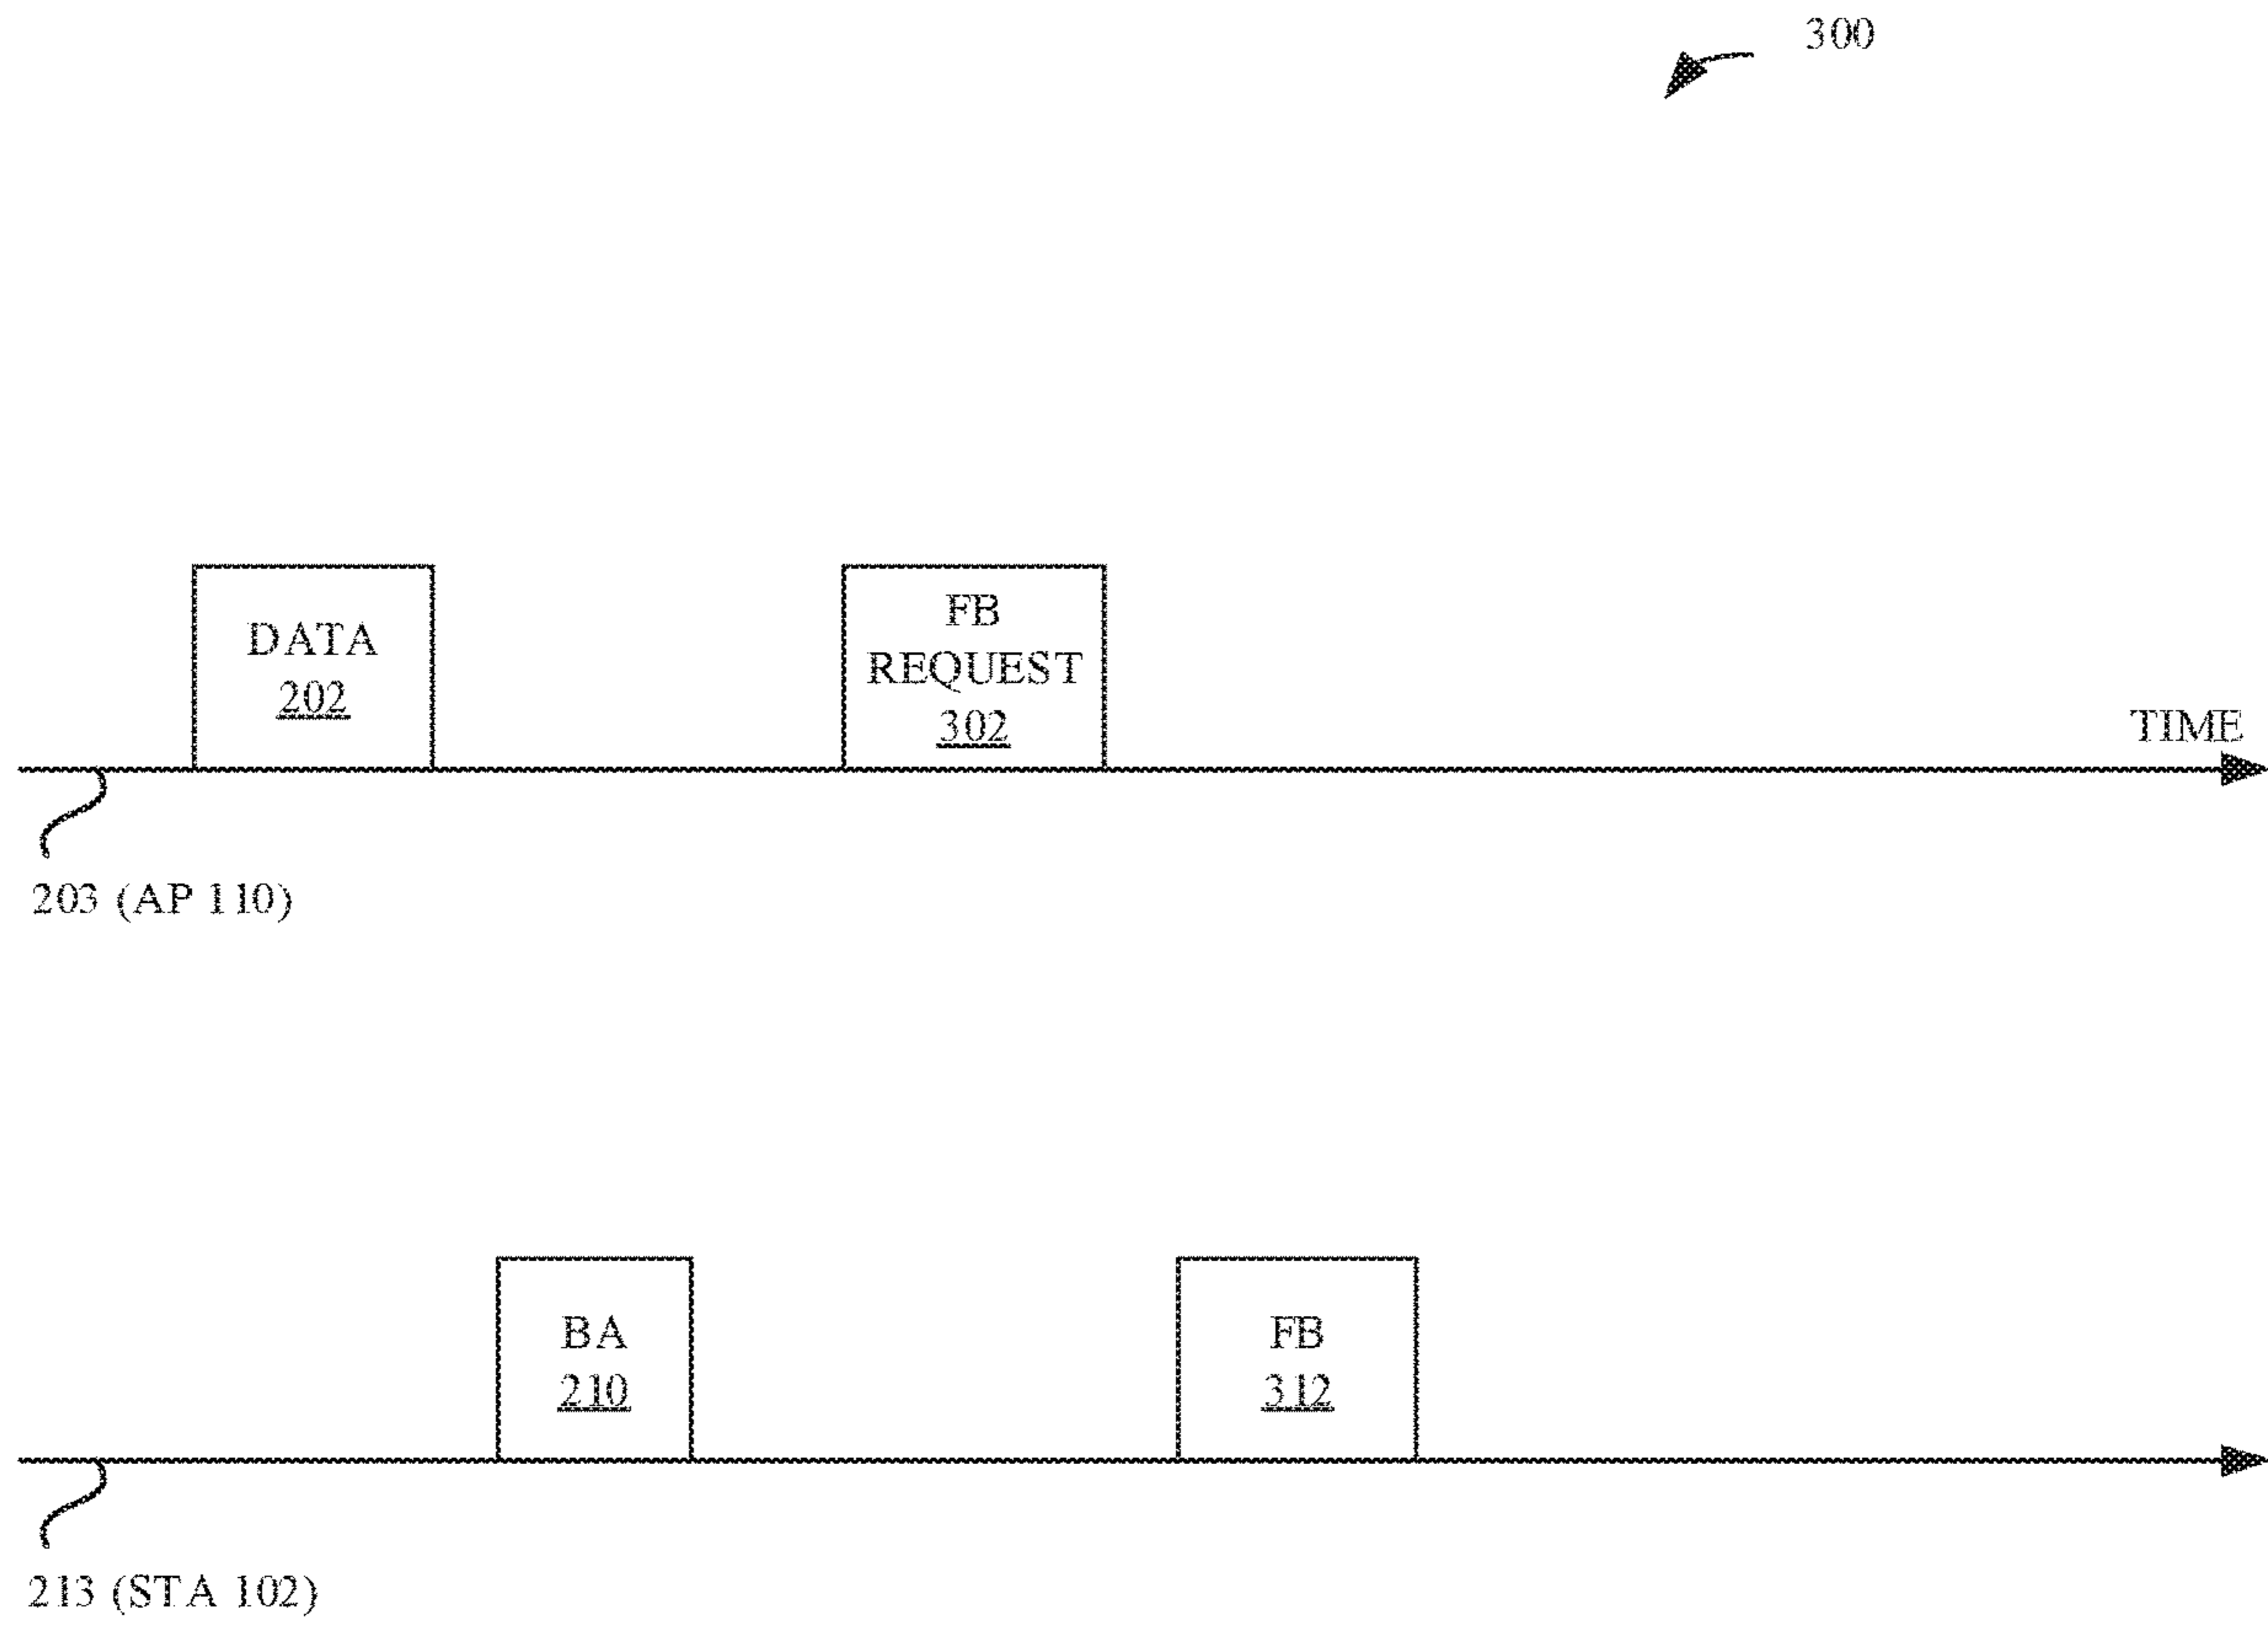 300
DATA
202
FB
REQUEST
302
TIME
203 (AP 110)
BA
210
FB
312
213 (STA 102)